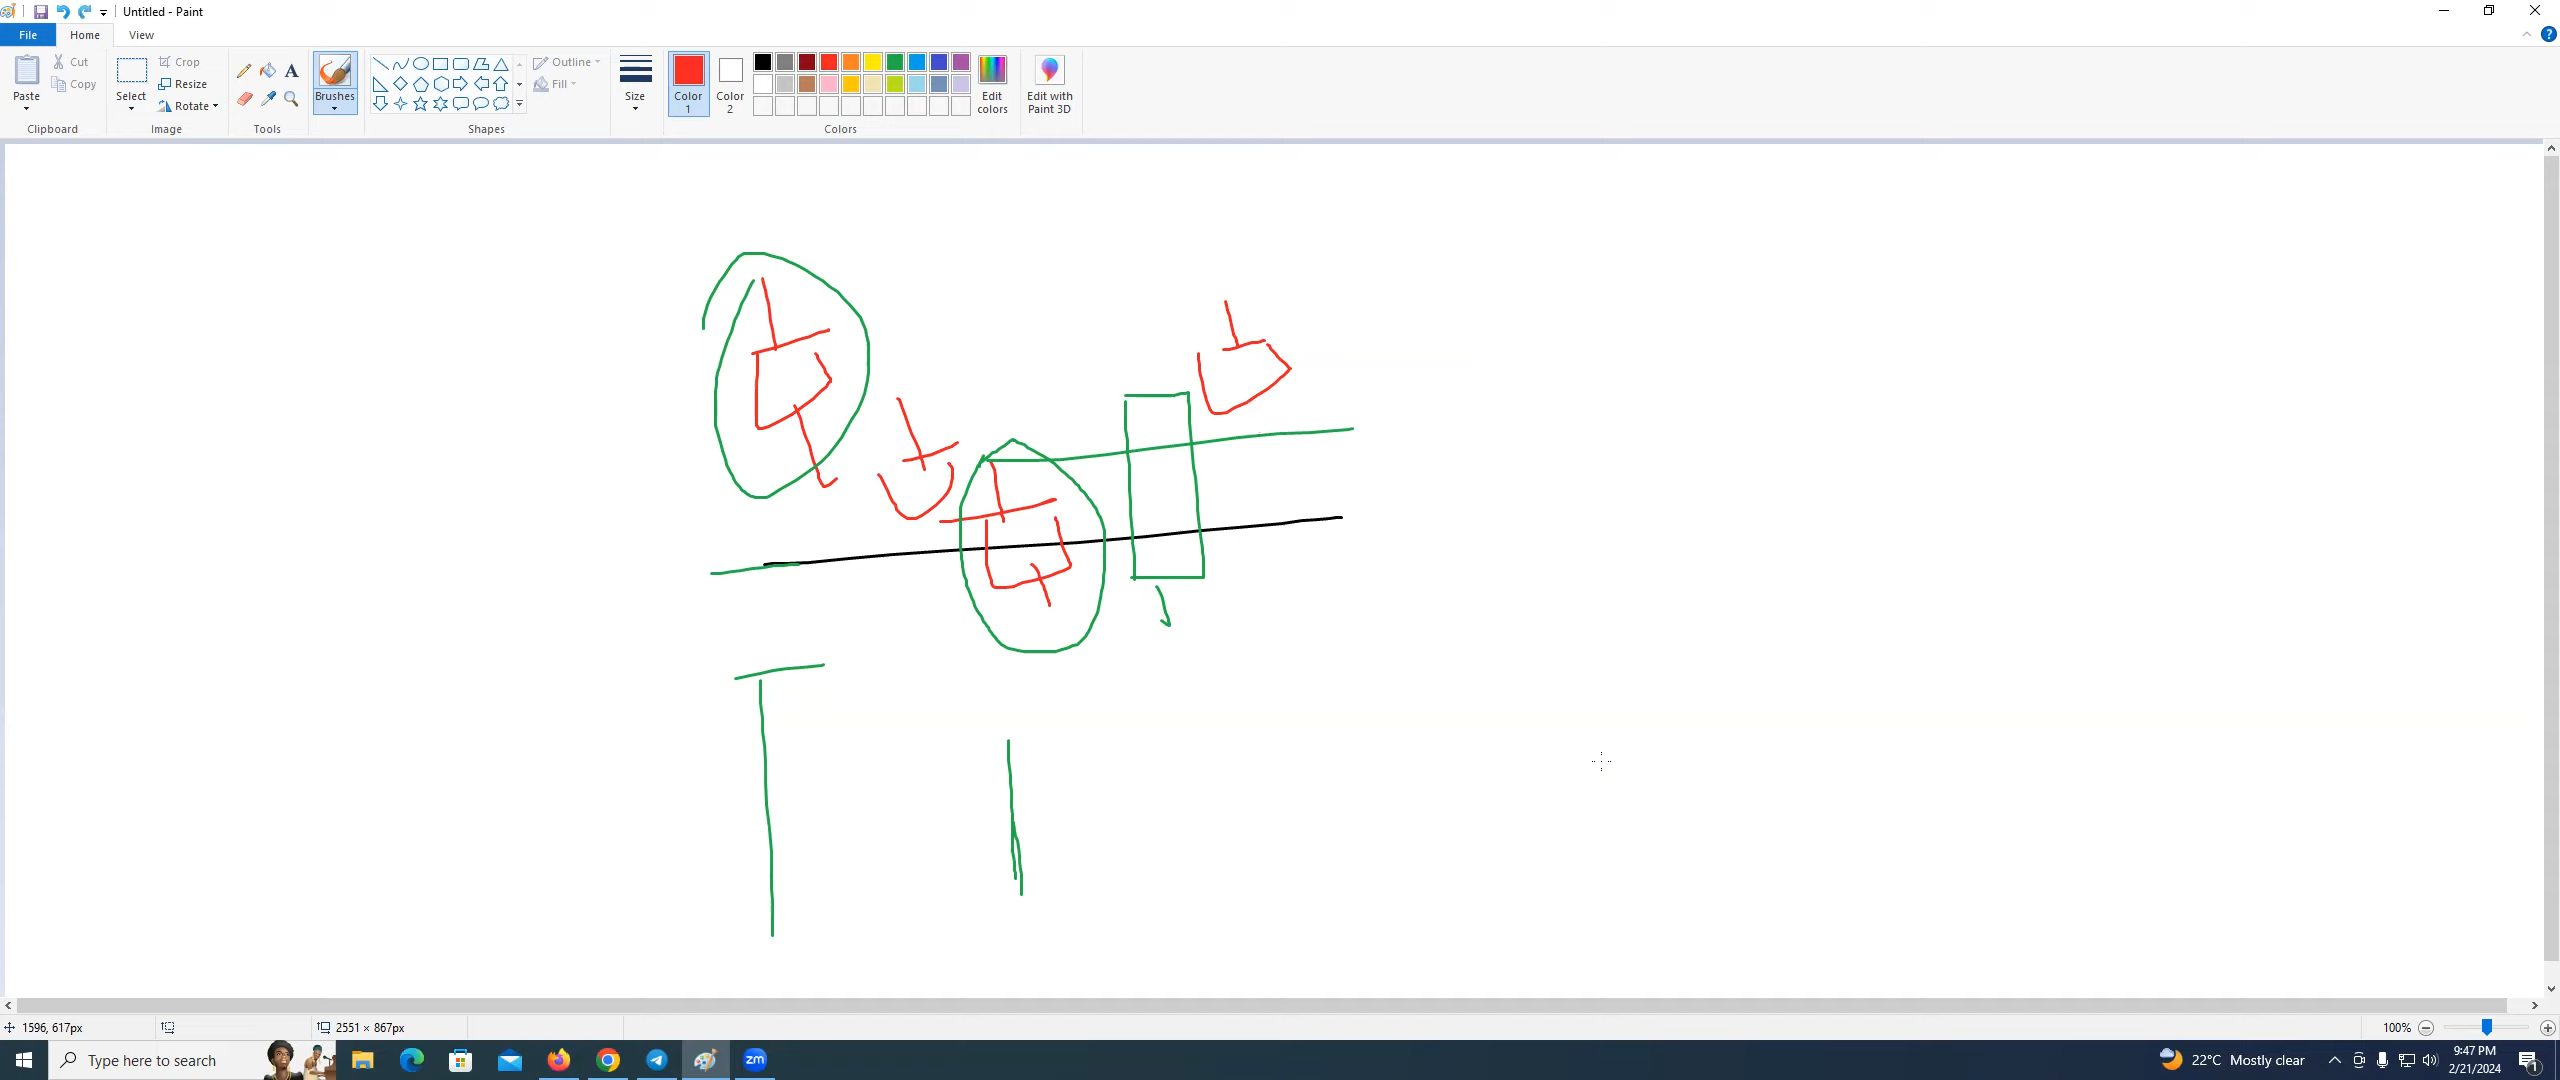 Untitled - Paint
File Home View
Paste Cut Copy Clipboard
Select Crop Resize Rotate Image
Tools
Brushes
Outline Fill Shapes
Size
Color 1
Color 2
Edit colors
Colors
Edit with Paint 3D
1596, 617px
2551 × 867px
100%
Type here to search
zm
22°C Mostly clear
9:47 PM
2/21/2024
1